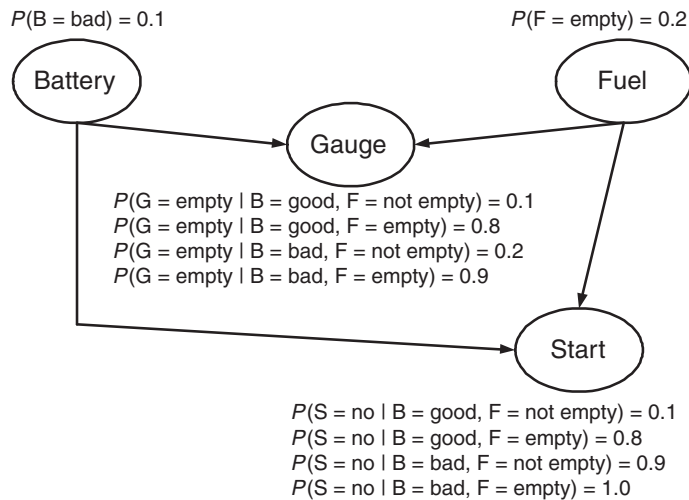 P(B = bad) = 0.1
P(F = empty) = 0.2
Battery
Fuel
Gauge
P(G = empty | B = good, F = not empty) = 0.1
P(G = empty | B = good, F = empty) = 0.8
P(G = empty | B = bad, F = not empty) = 0.2
P(G = empty | B = bad, F = empty) = 0.9
Start
P(S = no | B = good, F = not empty) = 0.1
P(S = no | B = good, F = empty) = 0.8
P(S = no | B = bad, F = not empty) = 0.9
P(S = no | B = bad, F = empty) = 1.0